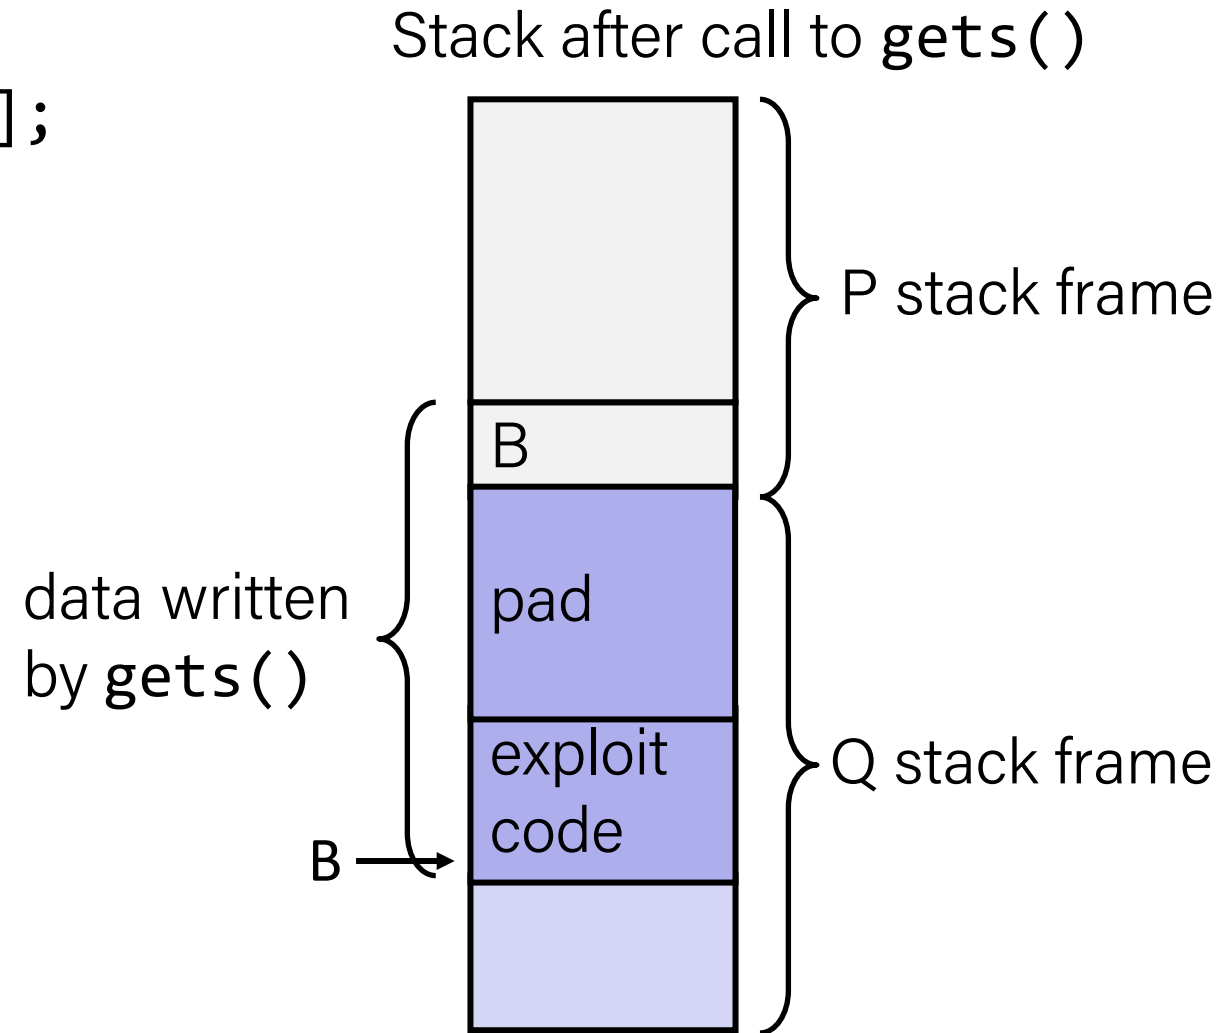 Stack after call to gets()
];
P stack frame
B
data written
by gets()
pad
exploit
code
Q stack frame
B